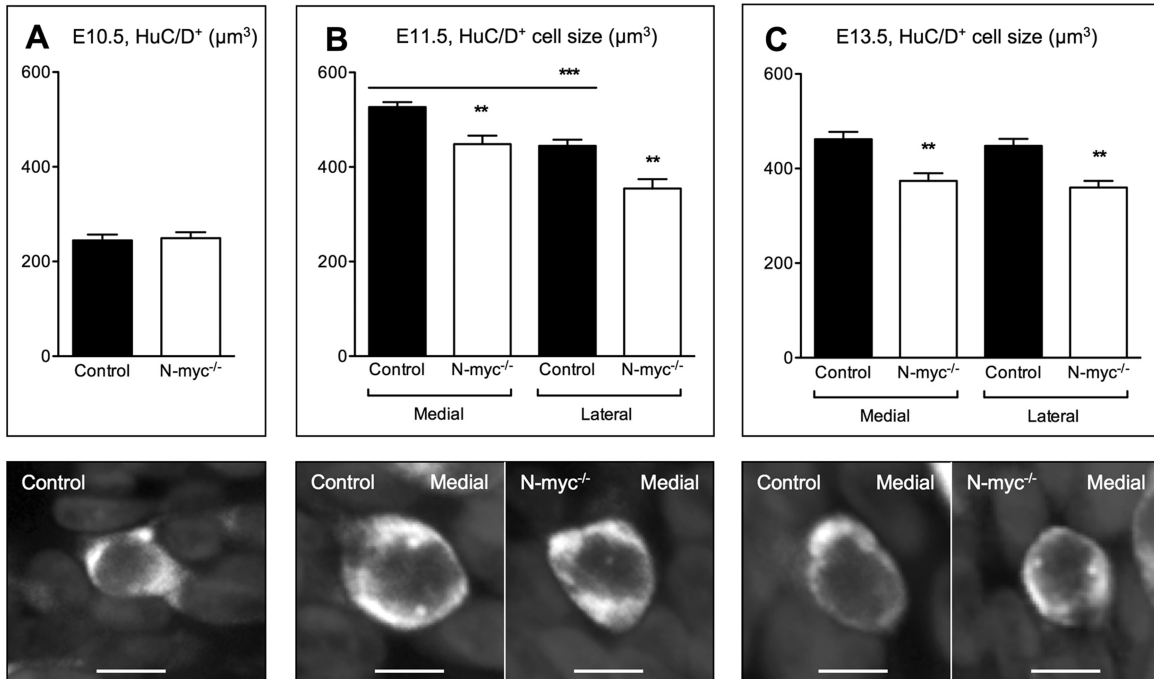 A E10.5, HuC/D⁺ (µm³)
600
400
200
0
Control N-myc⁻/⁻
B E11.5, HuC/D⁺ cell size (µm³)
600
400
200
0
***
**
**
Control N-myc⁻/⁻ Control N-myc⁻/⁻
Medial Lateral
C E13.5, HuC/D⁺ cell size (µm³)
600
400
200
0
**
**
Control N-myc⁻/⁻ Control N-myc⁻/⁻
Medial Lateral
Control
Control Medial
N-myc⁻/⁻ Medial
Control Medial
N-myc⁻/⁻ Medial